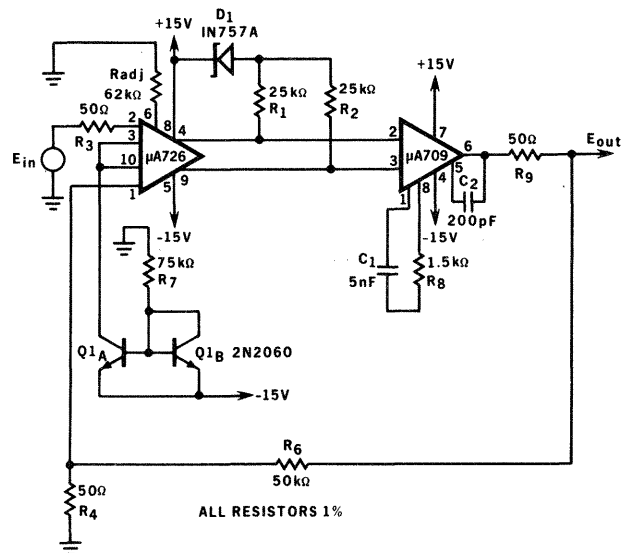 D1
+15V
IN757A
+15V
Radj
62kΩ
25kΩ
R1
25kΩ
R2
50Ω
R3
Ein
6
8
4
2
3
10
1
5
9
μA726
-15V
2
3
7
6
5
4
8
1
μA709
50Ω
R9
Eout
C2
200pF
-15V
C1
5nF
1.5kΩ
R8
75kΩ
R7
Q1A
Q1B 2N2060
-15V
R6
50kΩ
50Ω
R4
ALL RESISTORS 1%